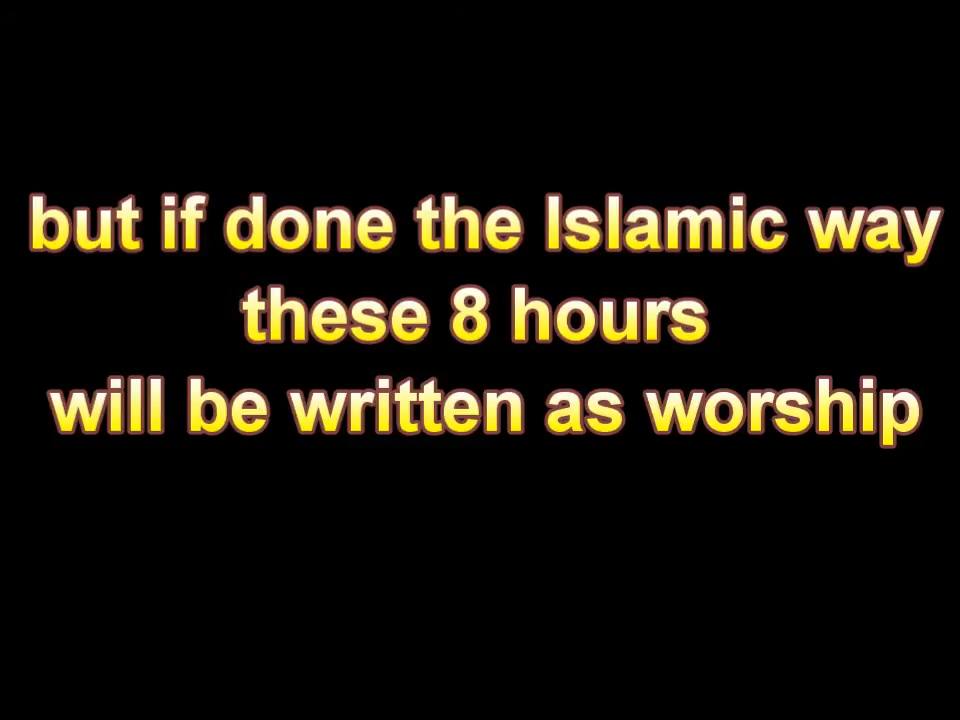 but if done the Islamic way
these 8 hours
will be written as worship